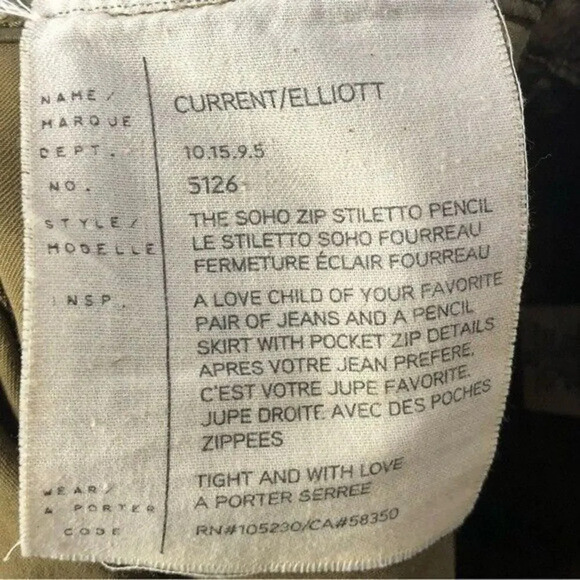 NAME/ CURRENT/ELLIOTT
MARQUE
DEPT. 10.15.9.5
NO. 5126
STYLE/ THE SOHO ZIP STILETTO PENCIL
MODELLE LE STILETTO SOHO FOURREAU
FERMETURE ÉCLAIR FOURREAU
INSP. A LOVE CHILD OF YOUR FAVORITE
PAIR OF JEANS AND A PENCIL
SKIRT WITH POCKET ZIP DETAILS
APRES VOTRE JEAN PREFERE,
C'EST VOTRE JUPE FAVORITE.
JUPE DROITE AVEC DES POCHES
ZIPPEES
WEAR/ TIGHT AND WITH LOVE
A PORTER A PORTER SERREE
CODE RN#105230/CA#58350